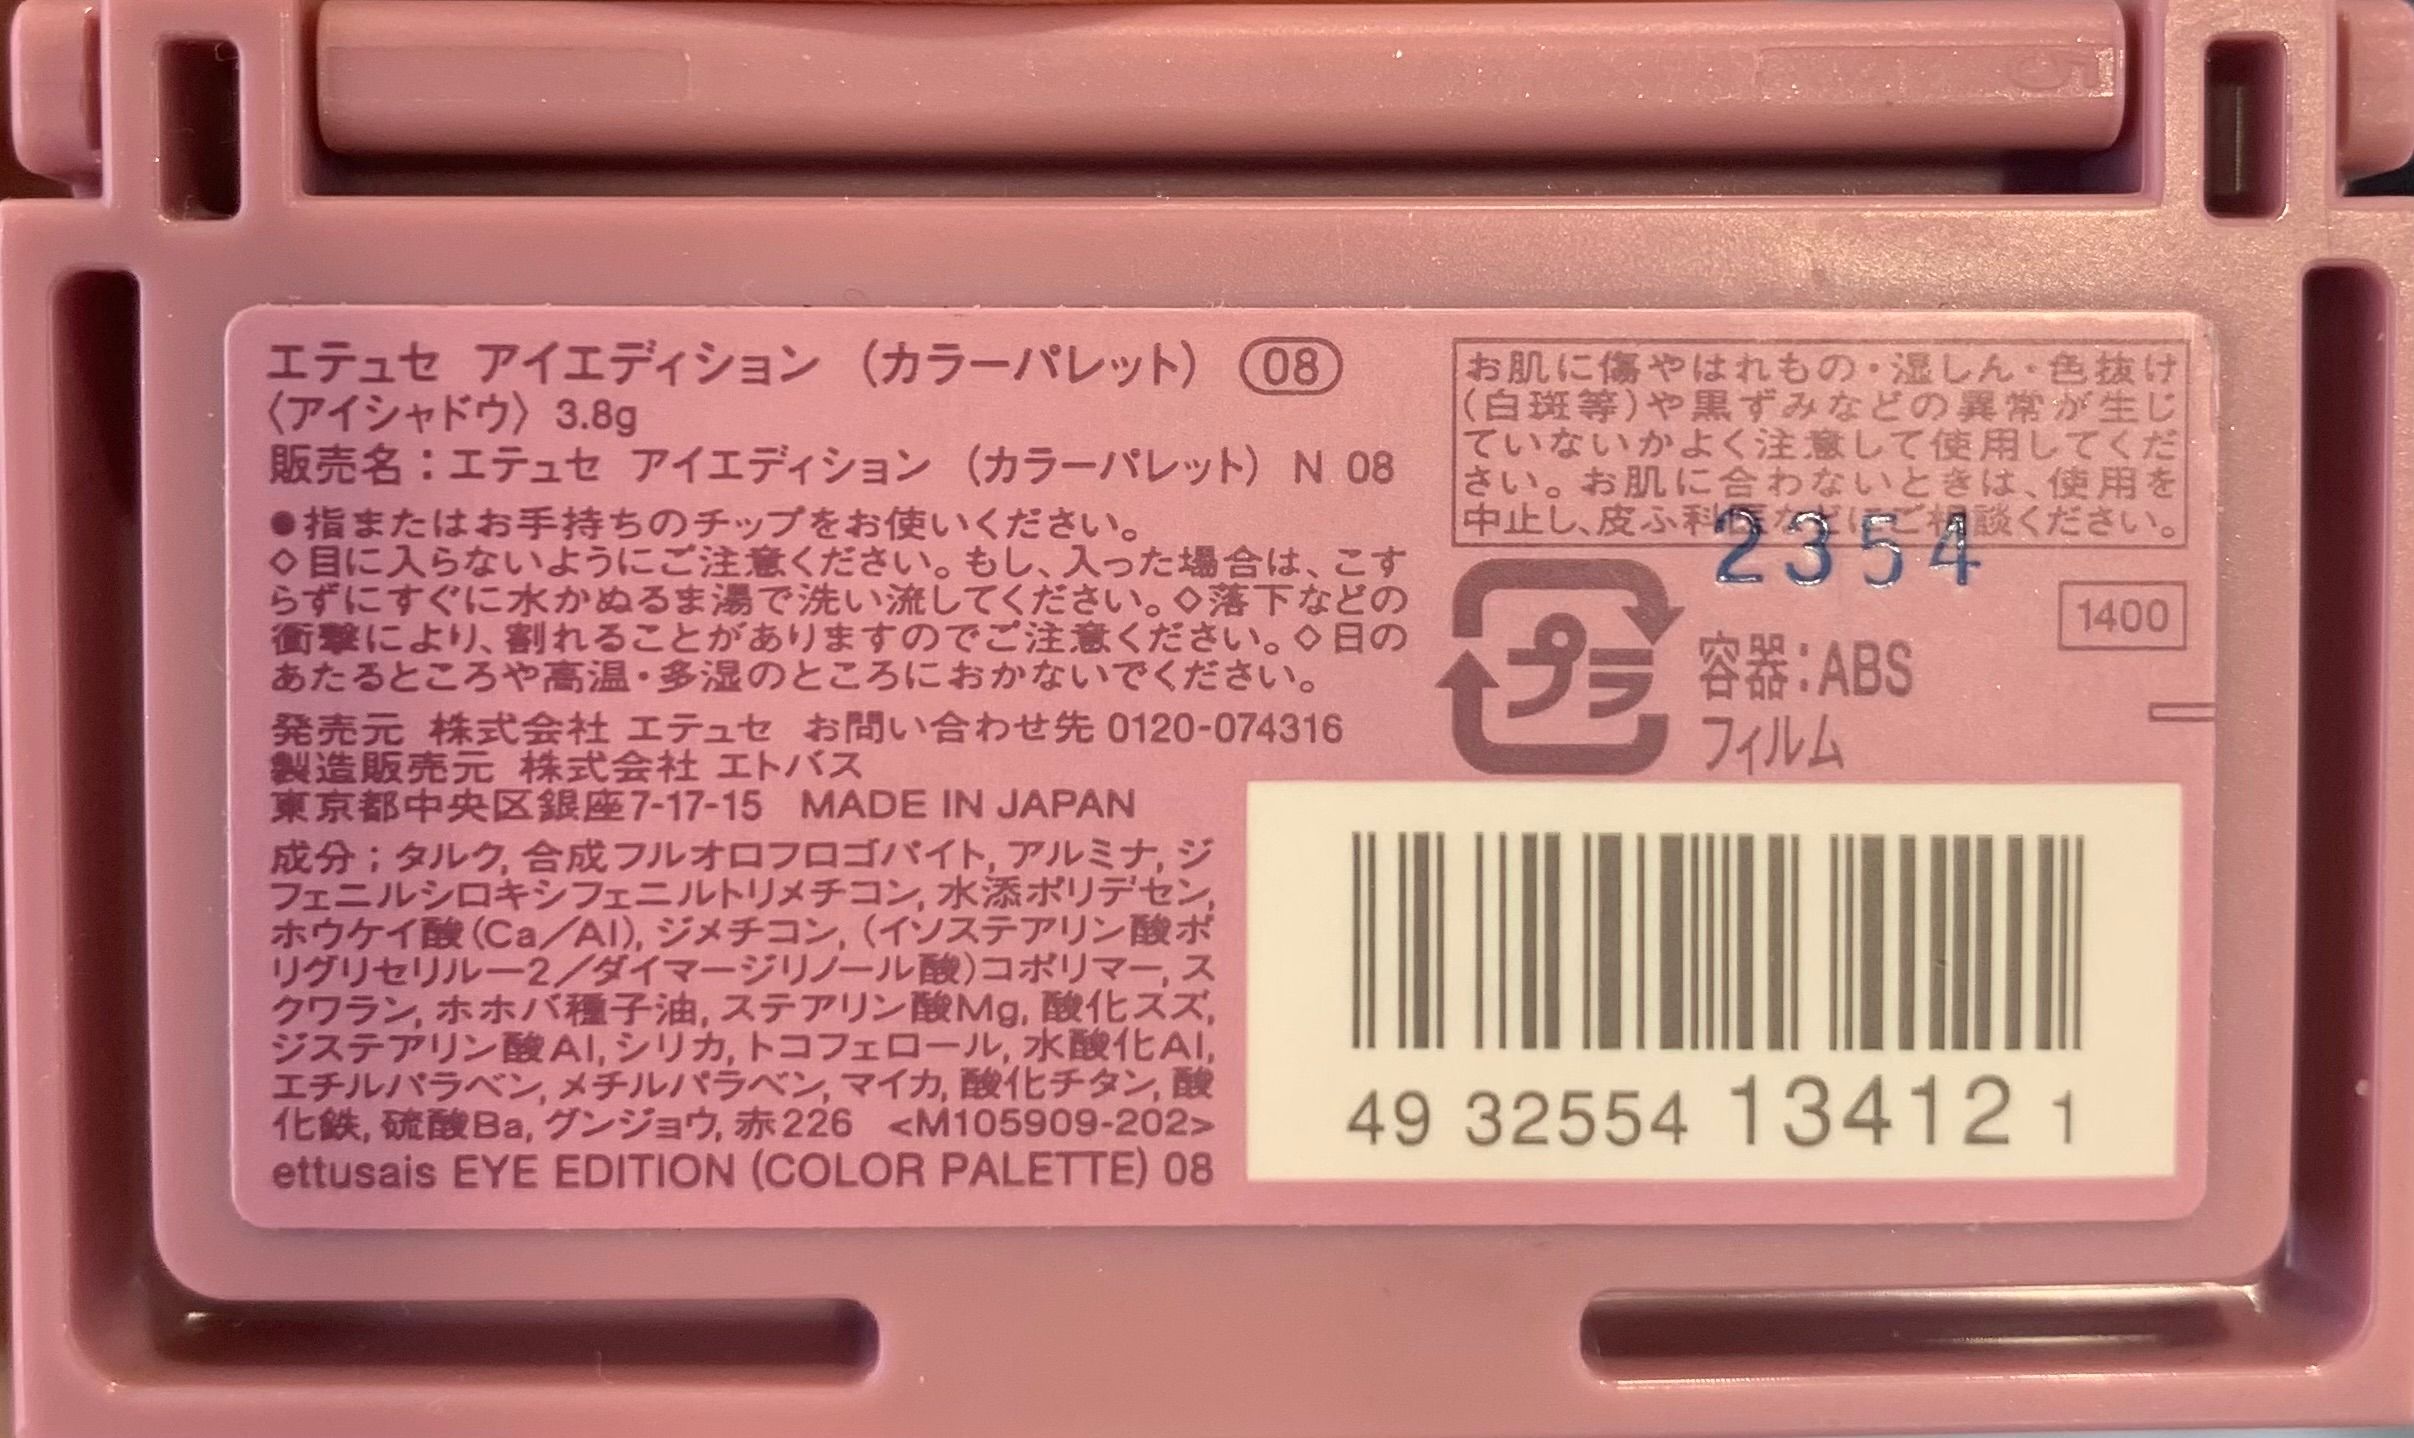 エテュセ アイエディション （カラーパレット） 08
〈アイシャドウ〉 3.8g
販売名：エテュセ アイエディション （カラーパレット） N 08
●指またはお手持ちのチップをお使いください。
◇目に入らないようにご注意ください。もし、入った場合は、こす
らずにすぐに水かぬるま湯で洗い流してください。◇落下などの
衝撃により、割れることがありますのでご注意ください。◇日の
あたるところや高温・多湿のところにおかないでください。
発売元 株式会社 エテュセ お問い合わせ先 0120-074316
製造販売元 株式会社 エトバス
東京都中央区銀座7-17-15 MADE IN JAPAN
成分；タルク, 合成フルオロフロゴパイト, アルミナ, ジ
フェニルシロキシフェニルトリメチコン, 水添ポリデセン,
ホウケイ酸(Ca／Al), ジメチコン, (イソステアリン酸ポ
リグリセリル－2／ダイマージリノール酸)コポリマー, ス
クワラン, ホホバ種子油, ステアリン酸Mg, 酸化スズ,
ジステアリン酸Al, シリカ, トコフェロール, 水酸化Al,
エチルパラベン, メチルパラベン, マイカ, 酸化チタン, 酸
化鉄, 硫酸Ba, グンジョウ, 赤226 <M105909-202>
ettusais EYE EDITION (COLOR PALETTE) 08
お肌に傷やはれもの・湿しん・色抜け
(白斑等)や黒ずみなどの異常が生じ
ていないかよく注意して使用してくだ
さい。お肌に合わないときは、使用を
中止し、皮ふ科医などにご相談ください。
2354
1400
プラ
容器：ABS
フィルム
49 32554 13412 1